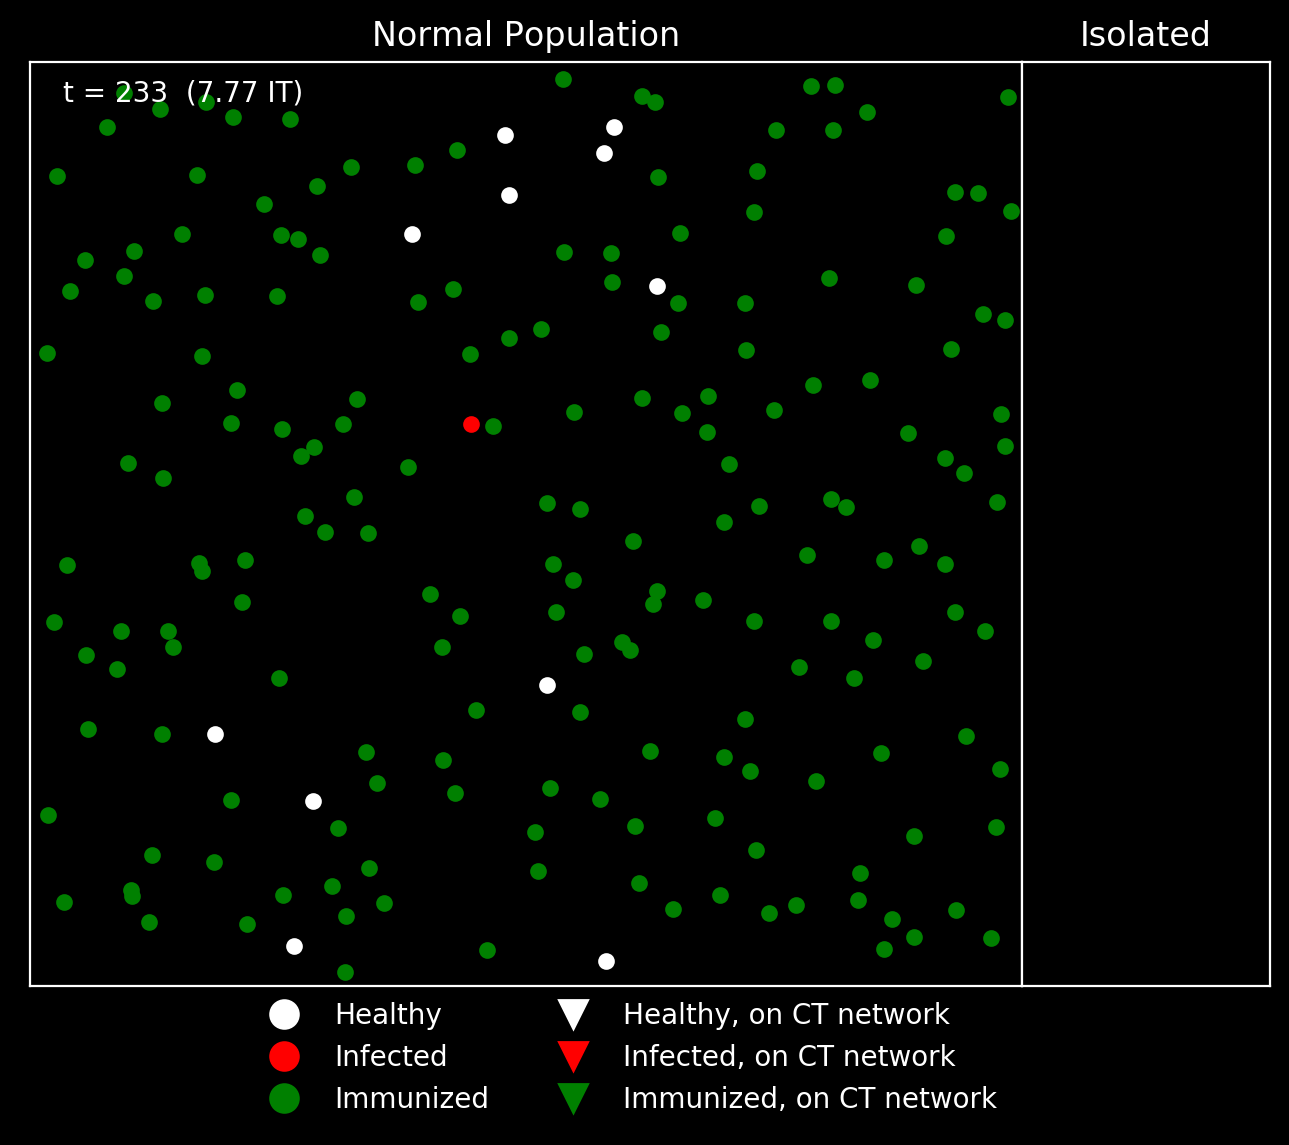 Normal Population
Isolated
t = 233  (7.77 IT)
Healthy
Infected
Immunized
Healthy, on CT network
Infected, on CT network
Immunized, on CT network